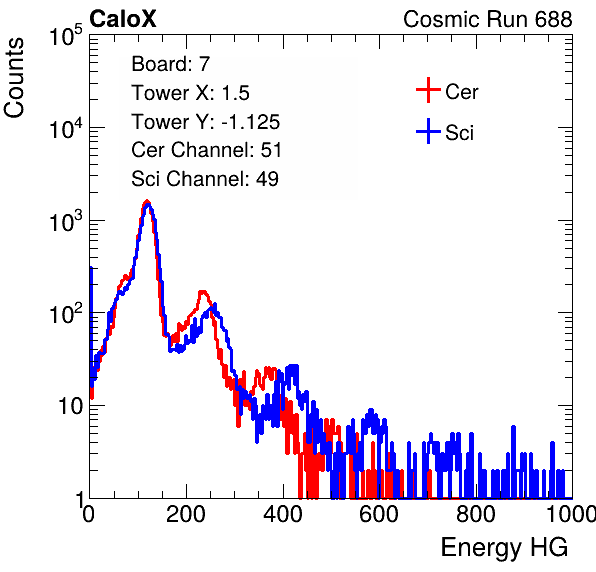 CaloX Cosmic Run 688
Counts
10^5
10^4
10^3
10^2
10
1
Board: 7
Tower X: 1.5
Tower Y: -1.125
Cer Channel: 51
Sci Channel: 49
Cer
Sci
0 200 400 600 800 1000
Energy HG